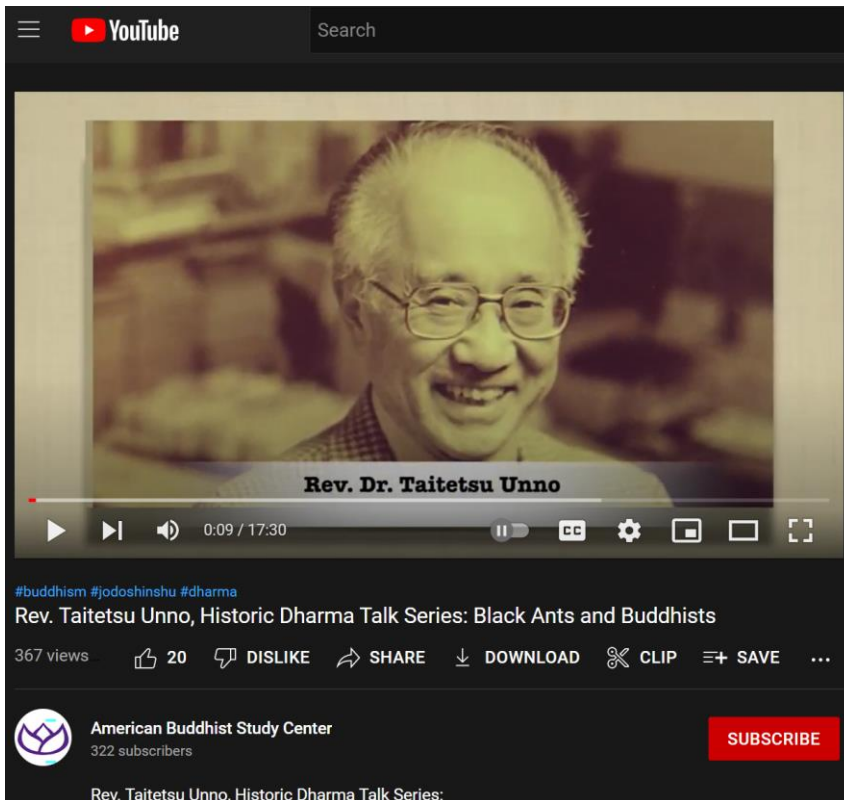 YouTube
Search
Rev. Dr. Taitetsu Unno
0:09 / 17:30
CC
#buddhism #jodoshinshu #dharma
Rev. Taitetsu Unno, Historic Dharma Talk Series: Black Ants and Buddhists
367 views 20 DISLIKE SHARE DOWNLOAD CLIP SAVE ...
American Buddhist Study Center
322 subscribers
SUBSCRIBE
Rev. Taitetsu Unno, Historic Dharma Talk Series: